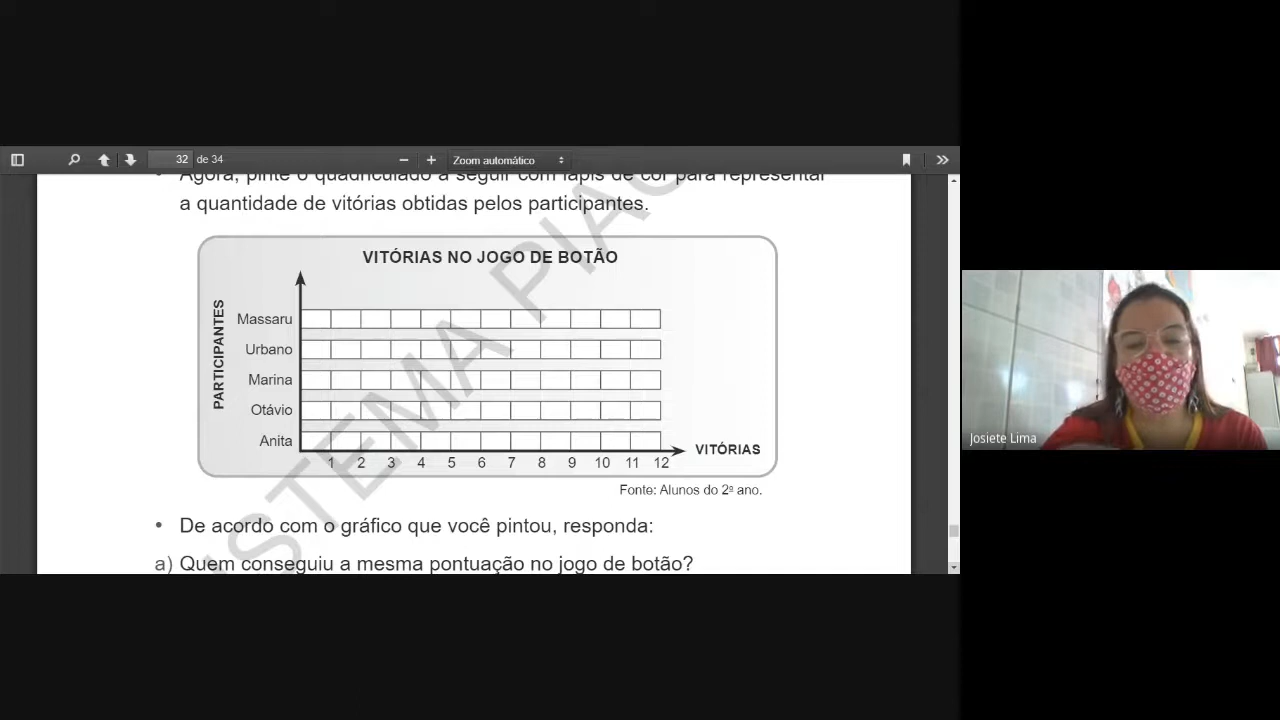 32 de 34
Zoom automático
Agora, pinte o quadriculado a seguir com lápis de cor para representar
a quantidade de vitórias obtidas pelos participantes.
VITÓRIAS NO JOGO DE BOTÃO
PARTICIPANTES
Massaru
Urbano
Marina
Otávio
Anita
VITÓRIAS
1 2 3 4 5 6 7 8 9 10 11 12
Fonte: Alunos do 2º ano.
• De acordo com o gráfico que você pintou, responda:
a) Quem conseguiu a mesma pontuação no jogo de botão?
STEMA PIAG
Josiete Lima